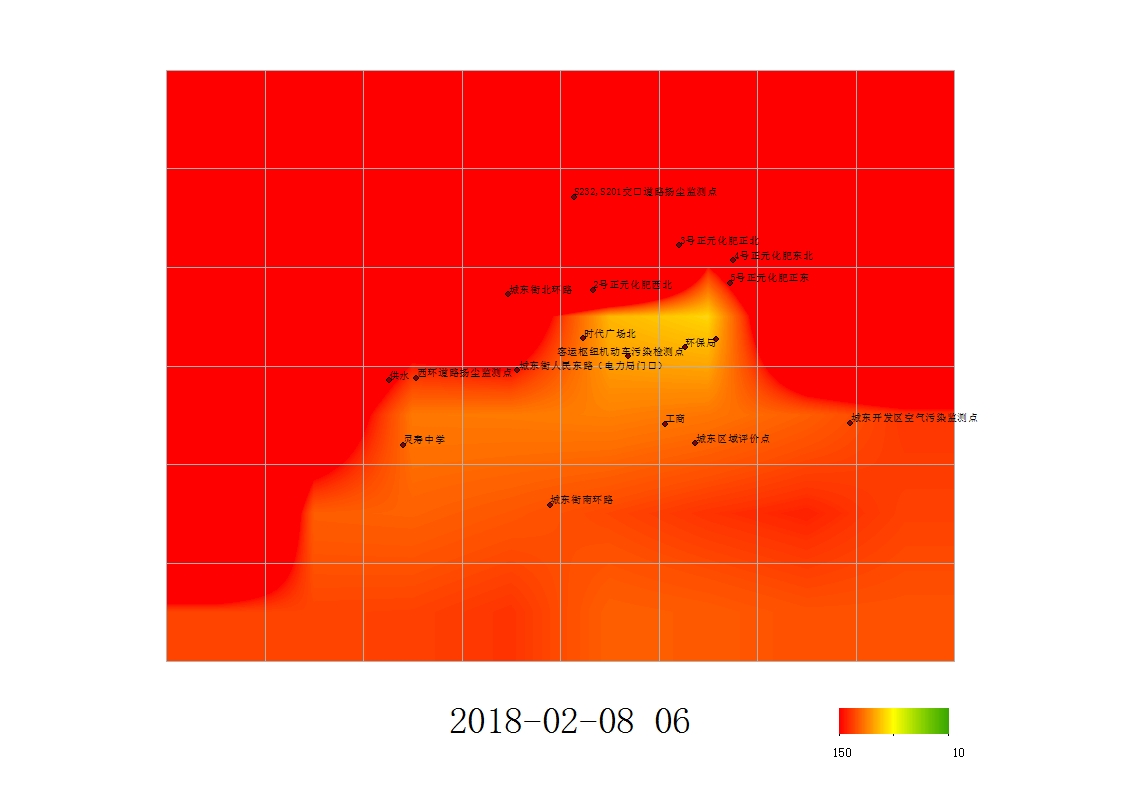 S232,S201交口道路扬尘监测点
3号正元化肥正北
4号正元化肥东北
5号正元化肥正东
2号正元化肥西北
城东街北环路
时代广场北
环保局
客运枢纽机动车污染检测点
城东街人民东路（电力局门口）
西环道路扬尘监测点
供水
工商
城东开发区空气污染监测点
城东区域评价点
灵寿中学
城东街南环路
2018-02-08 06
150
10